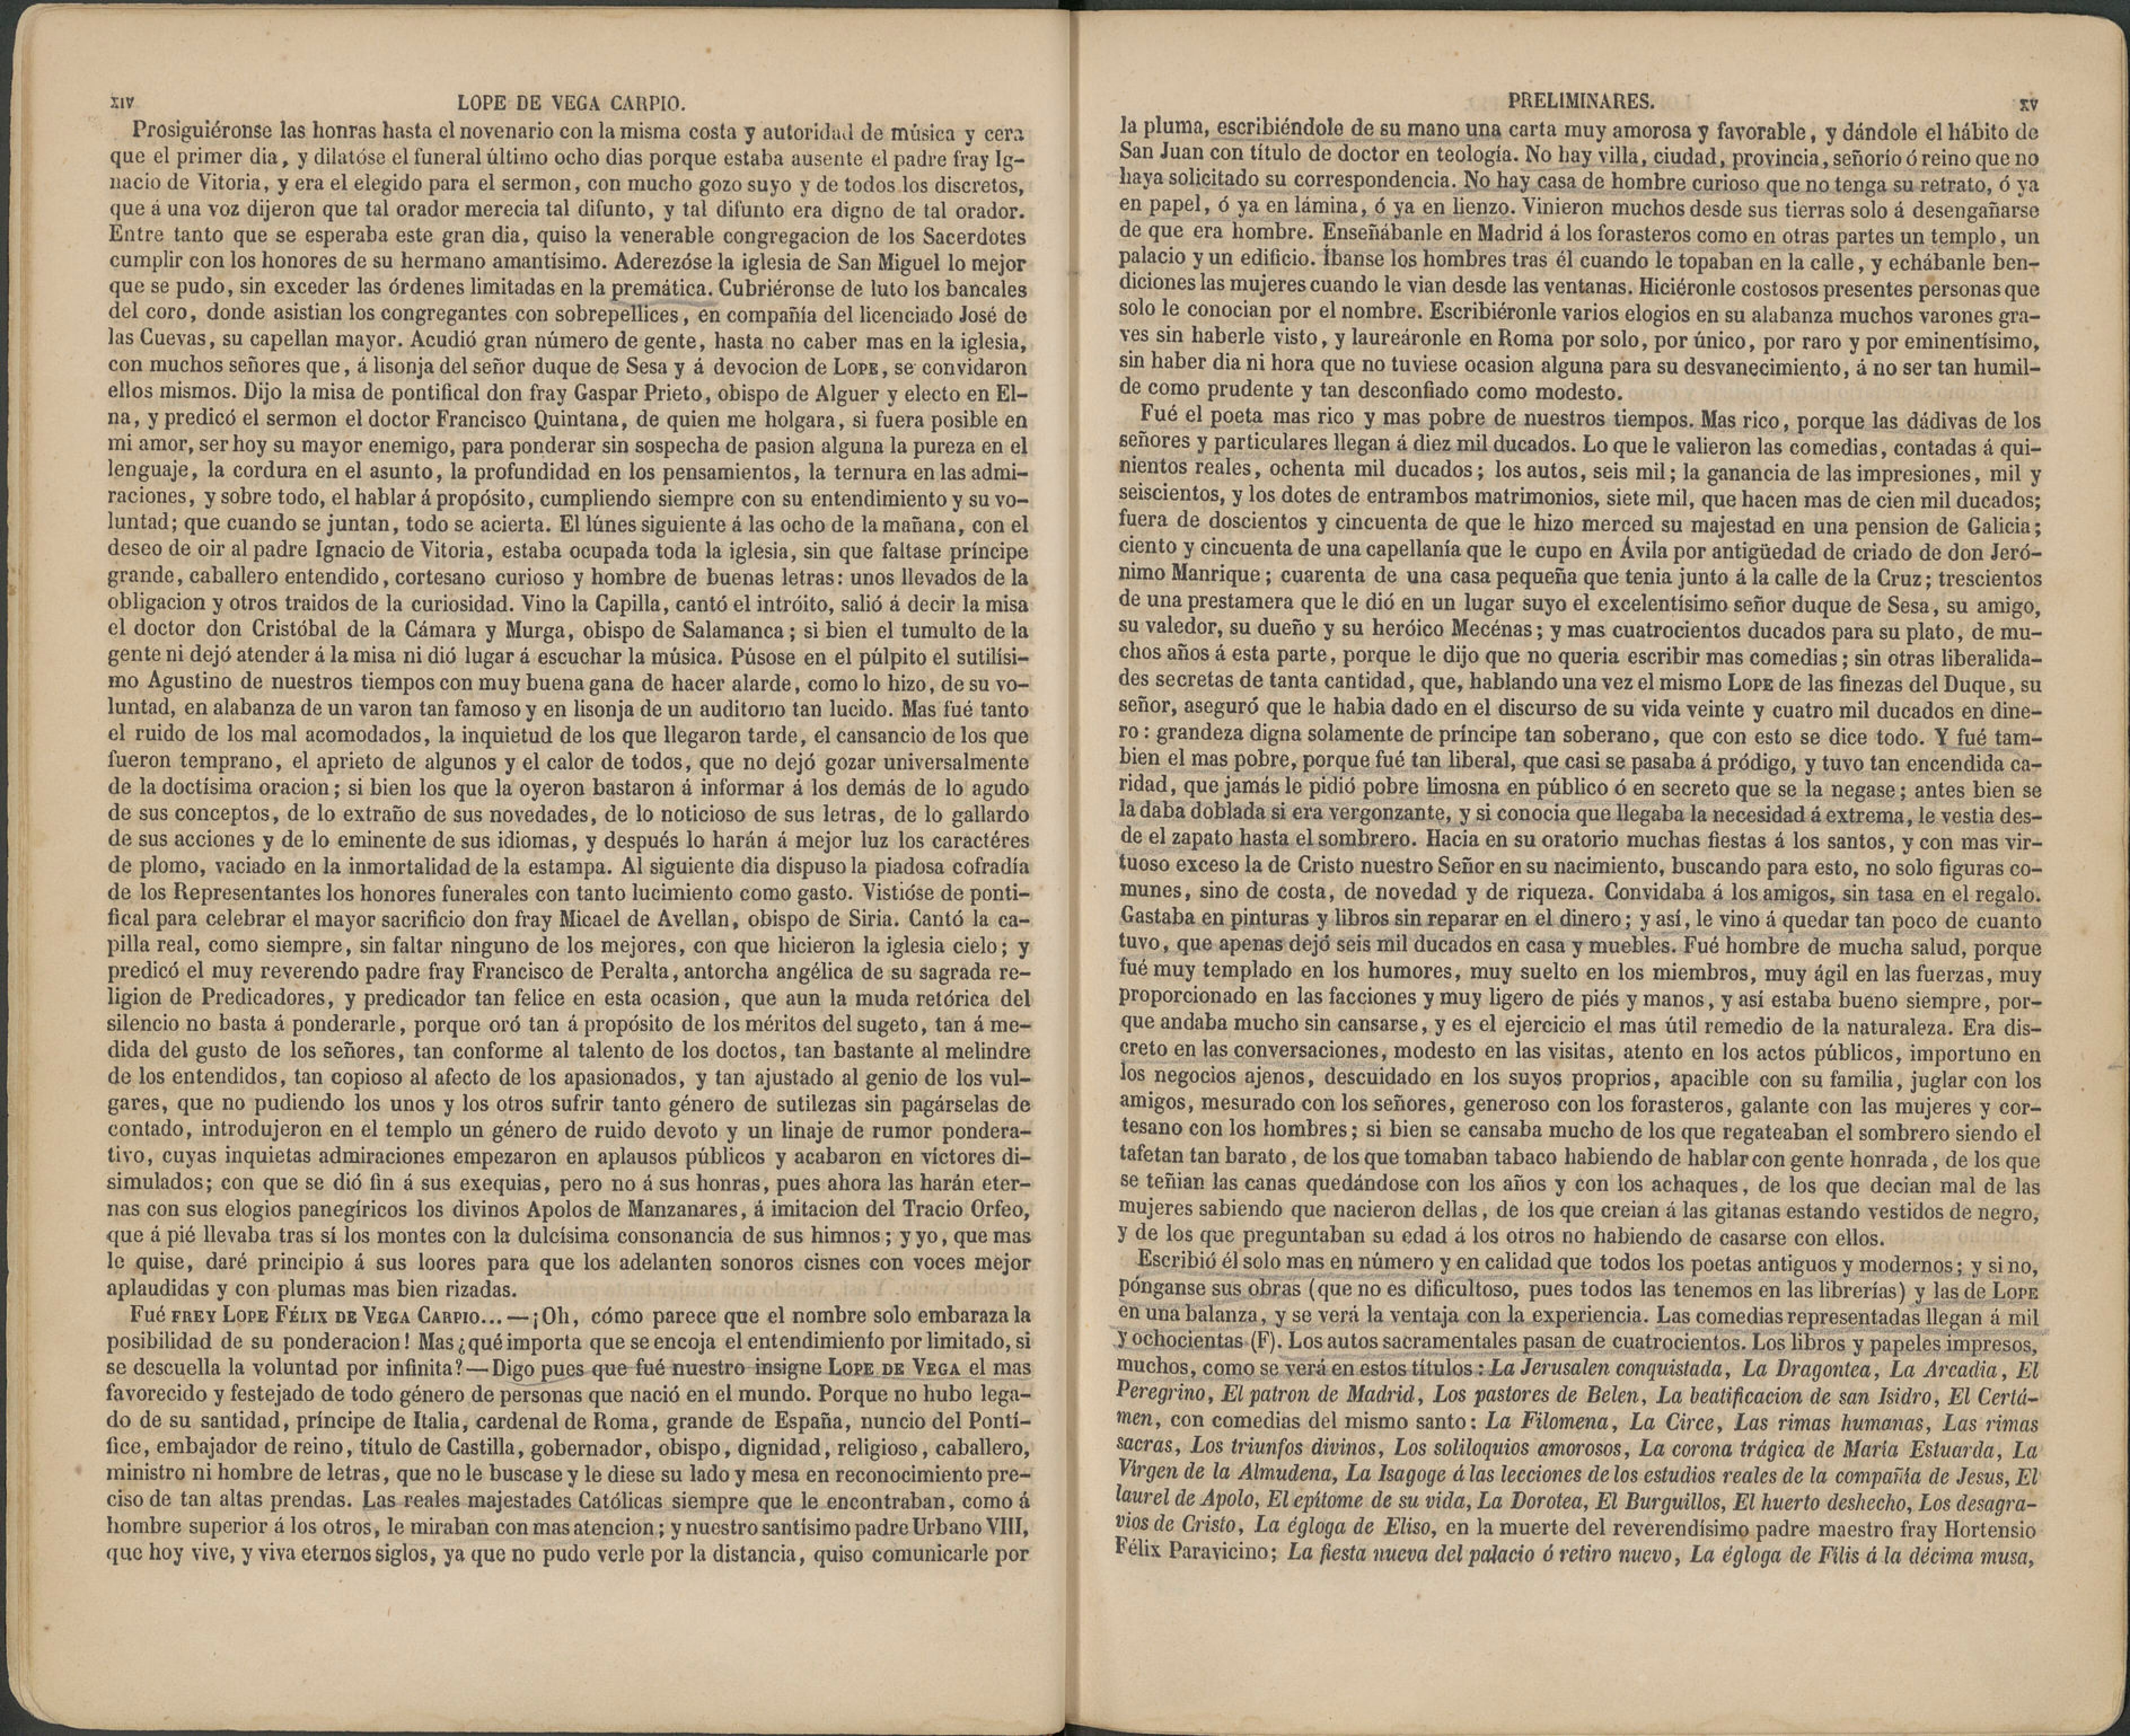 XIV
LOPE DE VEGA CARPIO.
Prosiguiéronse las honras hasta el novenario con la misma costa y autoridad de música y cera
que el primer dia, y dilatóse el funeral último ocho dias porque estaba ausente el padre fray Ig-
nacio de Vitoria, y era el elegido para el sermon, con mucho gozo suyo y de todos los discretos,
que á una voz dijeron que tal orador merecia tal difunto, y tal difunto era digno de tal orador.
Entre tanto que se esperaba este gran dia, quiso la venerable congregacion de los Sacerdotes
cumplir con los honores de su hermano amantísimo. Aderezóse la iglesia de San Miguel lo mejor
que se pudo, sin exceder las órdenes limitadas en la premática. Cubriéronse de luto los bancales
del coro, donde asistian los congregantes con sobrepellices, en compañía del licenciado José de
las Cuevas, su capellan mayor. Acudió gran número de gente, hasta no caber mas en la iglesia,
con muchos señores que, á lisonja del señor duque de Sesa y á devocion de LOPE, se convidaron
ellos mismos. Dijo la misa de pontifical don fray Gaspar Prieto, obispo de Alguer y electo en El-
na, y predicó el sermon el doctor Francisco Quintana, de quien me holgara, si fuera posible en
mi amor, ser hoy su mayor enemigo, para ponderar sin sospecha de pasion alguna la pureza en el
lenguaje, la cordura en el asunto, la profundidad en los pensamientos, la ternura en las admi-
raciones, y sobre todo, el hablar á propósito, cumpliendo siempre con su entendimiento y su vo-
luntad; que cuando se juntan, todo se acierta. El lúnes siguiente á las ocho de la mañana, con el
deseo de oir al padre Ignacio de Vitoria, estaba ocupada toda la iglesia, sin que faltase príncipe
grande, caballero entendido, cortesano curioso y hombre de buenas letras: unos llevados de la
obligacion y otros traidos de la curiosidad. Vino la Capilla, cantó el intróito, salió á decir la misa
el doctor don Cristóbal de la Cámara y Murga, obispo de Salamanca; si bien el tumulto de la
gente ni dejó atender á la misa ni dió lugar á escuchar la música. Púsose en el púlpito el sutilísi-
mo Agustino de nuestros tiempos con muy buena gana de hacer alarde, como lo hizo, de su vo-
luntad, en alabanza de un varon tan famoso y en lisonja de un auditorio tan lucido. Mas fué tanto
el ruido de los mal acomodados, la inquietud de los que llegaron tarde, el cansancio de los que
fueron temprano, el aprieto de algunos y el calor de todos, que no dejó gozar universalmente
de la doctísima oracion; si bien los que la oyeron bastaron á informar á los demás de lo agudo
de sus conceptos, de lo extraño de sus novedades, de lo noticioso de sus letras, de lo gallardo
de sus acciones y de lo eminente de sus idiomas, y después lo harán á mejor luz los caractéres
de plomo, vaciado en la inmortalidad de la estampa. Al siguiente dia dispuso la piadosa cofradía
de los Representantes los honores funerales con tanto lucimiento como gasto. Vistióse de ponti-
fical para celebrar el mayor sacrificio don fray Micael de Avellan, obispo de Siria. Cantó la ca-
pilla real, como siempre, sin faltar ninguno de los mejores, con que hicieron la iglesia cielo; y
predicó el muy reverendo padre fray Francisco de Peralta, antorcha angélica de su sagrada re-
ligion de Predicadores, y predicador tan felice en esta ocasion, que aun la muda retórica del
silencio no basta á ponderarle, porque oró tan á propósito de los méritos del sugeto, tan á me-
dida del gusto de los señores, tan conforme al talento de los doctos, tan bastante al melindre
de los entendidos, tan copioso al afecto de los apasionados, y tan ajustado al genio de los vul-
gares, que no pudiendo los unos y los otros sufrir tanto género de sutilezas sin pagárselas de
contado, introdujeron en el templo un género de ruido devoto y un linaje de rumor pondera-
tivo, cuyas inquietas admiraciones empezaron en aplausos públicos y acabaron en víctores di-
simulados; con que se dió fin á sus exequias, pero no á sus honras, pues ahora las harán eter-
nas con sus elogios panegíricos los divinos Apolos de Manzanares, á imitacion del Tracio Orfeo,
que á pié llevaba tras sí los montes con la dulcísima consonancia de sus himnos; y yo, que mas
le quise, daré principio á sus loores para que los adelanten sonoros cisnes con voces mejor
aplaudidas y con plumas mas bien rizadas.
Fué FREY LOPE FÉLIX DE VEGA CARPIO...—¡Oh, cómo parece que el nombre solo embaraza la
posibilidad de su ponderacion! Mas ¿qué importa que se encoja el entendimiento por limitado, si
se descuella la voluntad por infinita?—Digo pues que fué nuestro insigne LOPE DE VEGA el mas
favorecido y festejado de todo género de personas que nació en el mundo. Porque no hubo lega-
do de su santidad, príncipe de Italia, cardenal de Roma, grande de España, nuncio del Pontí-
fice, embajador de reino, título de Castilla, gobernador, obispo, dignidad, religioso, caballero,
ministro ni hombre de letras, que no le buscase y le diese su lado y mesa en reconocimiento pre-
ciso de tan altas prendas. Las reales majestades Católicas siempre que le encontraban, como á
hombre superior á los otros, le miraban con mas atencion; y nuestro santísimo padre Urbano VIII,
que hoy vive, y viva eternos siglos, ya que no pudo verle por la distancia, quiso comunicarle por
PRELIMINARES.
XV
la pluma, escribiéndole de su mano una carta muy amorosa y favorable, y dándole el hábito de
San Juan con título de doctor en teología. No hay villa, ciudad, provincia, señorío ó reino que no
haya solicitado su correspondencia. No hay casa de hombre curioso que no tenga su retrato, ó ya
en papel, ó ya en lámina, ó ya en lienzo. Vinieron muchos desde sus tierras solo á desengañarse
de que era hombre. Enseñábanle en Madrid á los forasteros como en otras partes un templo, un
palacio y un edificio. Íbanse los hombres tras él cuando le topaban en la calle, y echábanle ben-
diciones las mujeres cuando le vian desde las ventanas. Hiciéronle costosos presentes personas que
solo le conocian por el nombre. Escribiéronle varios elogios en su alabanza muchos varones gra-
ves sin haberle visto, y laureáronle en Roma por solo, por único, por raro y por eminentísimo,
sin haber dia ni hora que no tuviese ocasion alguna para su desvanecimiento, á no ser tan humil-
de como prudente y tan desconfiado como modesto.
Fué el poeta mas rico y mas pobre de nuestros tiempos. Mas rico, porque las dádivas de los
señores y particulares llegan á diez mil ducados. Lo que le valieron las comedias, contadas á qui-
nientos reales, ochenta mil ducados; los autos, seis mil; la ganancia de las impresiones, mil y
seiscientos, y los dotes de entrambos matrimonios, siete mil, que hacen mas de cien mil ducados;
fuera de doscientos y cincuenta de que le hizo merced su majestad en una pension de Galicia;
ciento y cincuenta de una capellanía que le cupo en Ávila por antigüedad de criado de don Jeró-
nimo Manrique; cuarenta de una casa pequeña que tenia junto á la calle de la Cruz; trescientos
de una prestamera que le dió en un lugar suyo el excelentísimo señor duque de Sesa, su amigo,
su valedor, su dueño y su heróico Mecénas; y mas cuatrocientos ducados para su plato, de mu-
chos años á esta parte, porque le dijo que no queria escribir mas comedias; sin otras liberalida-
des secretas de tanta cantidad, que, hablando una vez el mismo LOPE de las finezas del Duque, su
señor, aseguró que le habia dado en el discurso de su vida veinte y cuatro mil ducados en dine-
ro: grandeza digna solamente de príncipe tan soberano, que con esto se dice todo. Y fué tam-
bien el mas pobre, porque fué tan liberal, que casi se pasaba á pródigo, y tuvo tan encendida ca-
ridad, que jamás le pidió pobre limosna en público ó en secreto que se la negase; antes bien se
la daba doblada si era vergonzante, y si conocia que llegaba la necesidad á extrema, le vestia des-
de el zapato hasta el sombrero. Hacia en su oratorio muchas fiestas á los santos, y con mas vir-
tuoso exceso la de Cristo nuestro Señor en su nacimiento, buscando para esto, no solo figuras co-
munes, sino de costa, de novedad y de riqueza. Convidaba á los amigos, sin tasa en el regalo.
Gastaba en pinturas y libros sin reparar en el dinero; y así, le vino á quedar tan poco de cuanto
tuvo, que apenas dejó seis mil ducados en casa y muebles. Fué hombre de mucha salud, porque
fué muy templado en los humores, muy suelto en los miembros, muy ágil en las fuerzas, muy
proporcionado en las facciones y muy ligero de piés y manos, y así estaba bueno siempre, por-
que andaba mucho sin cansarse, y es el ejercicio el mas útil remedio de la naturaleza. Era dis-
creto en las conversaciones, modesto en las visitas, atento en los actos públicos, importuno en
los negocios ajenos, descuidado en los suyos proprios, apacible con su familia, juglar con los
amigos, mesurado con los señores, generoso con los forasteros, galante con las mujeres y cor-
tesano con los hombres; si bien se cansaba mucho de los que regateaban el sombrero siendo el
tafetan tan barato, de los que tomaban tabaco habiendo de hablar con gente honrada, de los que
se teñian las canas quedándose con los años y con los achaques, de los que decian mal de las
mujeres sabiendo que nacieron dellas, de los que creian á las gitanas estando vestidos de negro,
y de los que preguntaban su edad á los otros no habiendo de casarse con ellos.
Escribió él solo mas en número y en calidad que todos los poetas antiguos y modernos; y si no,
pónganse sus obras (que no es dificultoso, pues todos las tenemos en las librerías) y las de LOPE
en una balanza, y se verá la ventaja con la experiencia. Las comedias representadas llegan á mil
y ochocientas (F). Los autos sacramentales pasan de cuatrocientos. Los libros y papeles impresos,
muchos, como se verá en estos títulos: La Jerusalen conquistada, La Dragontea, La Arcadia, El
Peregrino, El patron de Madrid, Los pastores de Belen, La beatificacion de san Isidro, El Certá-
men, con comedias del mismo santo: La Filomena, La Circe, Las rimas humanas, Las rimas
sacras, Los triunfos divinos, Los soliloquios amorosos, La corona trágica de María Estuarda, La
Virgen de la Almudena, La Isagoge á las lecciones de los estudios reales de la compañía de Jesus, El
laurel de Apolo, El epítome de su vida, La Dorotea, El Burguillos, El huerto deshecho, Los desagra-
vios de Cristo, La égloga de Eliso, en la muerte del reverendísimo padre maestro fray Hortensio
Félix Paravicino; La fiesta nueva del palacio ó retiro nuevo, La égloga de Fílis á la décima musa,